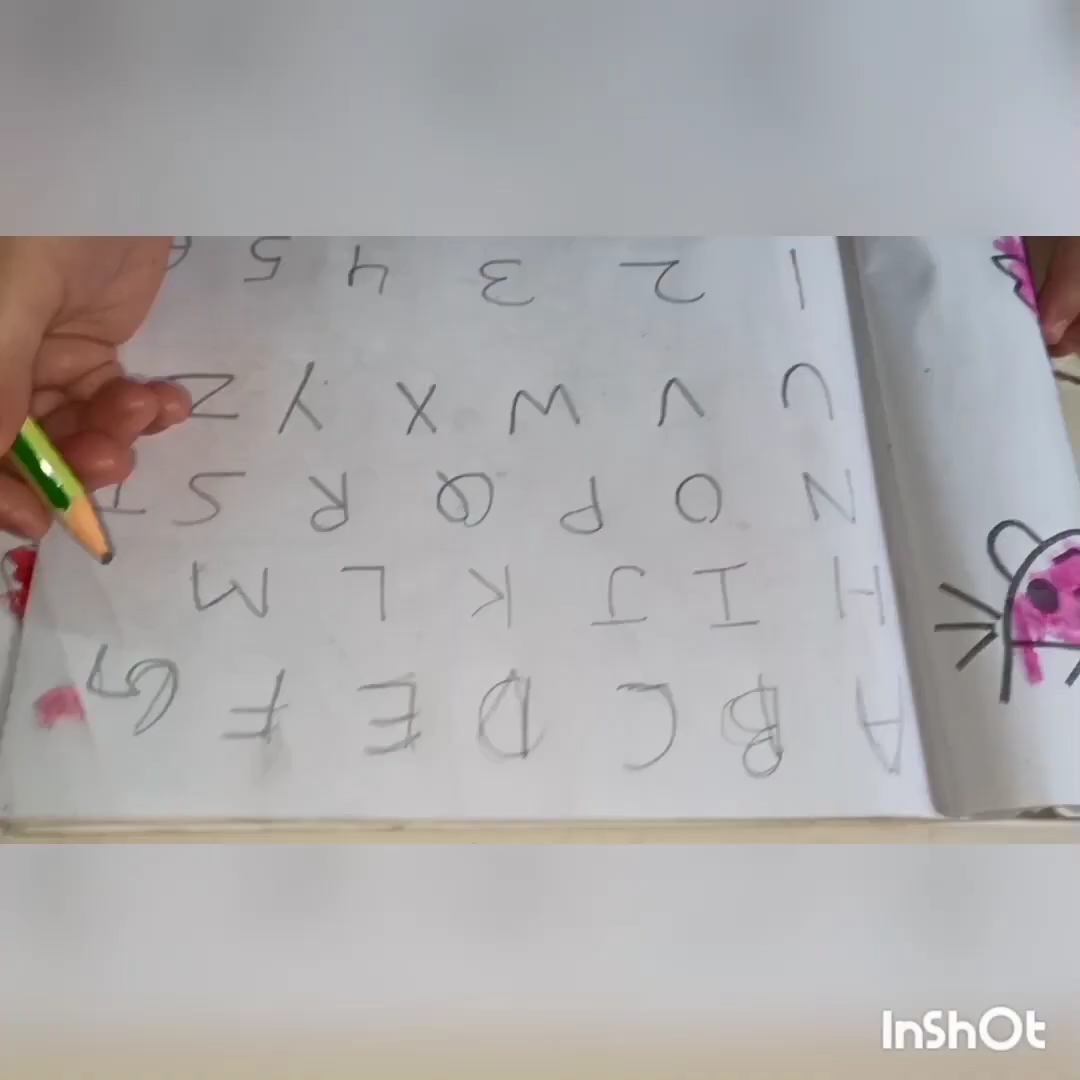 A B C D E F G
H I J K L M
N O P Q R S T
U V W X Y Z
1 2 3 4 5
InShOt